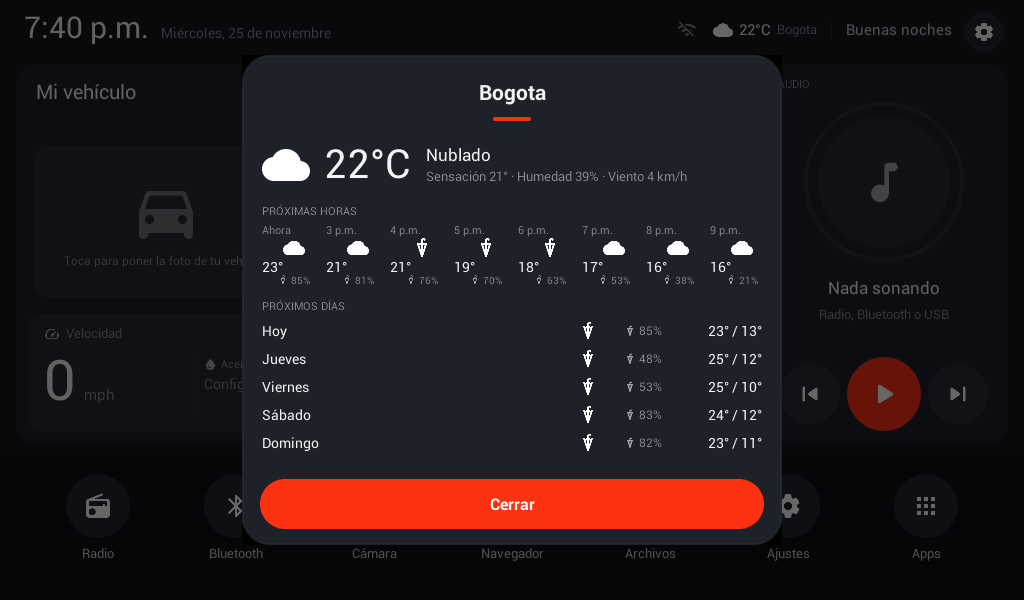 7:40 p.m. Miércoles, 25 de noviembre
22°C Bogota
Buenas noches
Mi vehículo
Toca para poner la foto de tu veh
Velocidad
0 mph
Acei
Config
Bogota
22°C
Nublado
Sensación 21° · Humedad 39% · Viento 4 km/h
PRÓXIMAS HORAS
Ahora 3 p.m. 4 p.m. 5 p.m. 6 p.m. 7 p.m. 8 p.m. 9 p.m.
23° 21° 21° 19° 18° 17° 16° 16°
85% 81% 76% 70% 63% 53% 38% 21%
PRÓXIMOS DÍAS
Hoy 85% 23° / 13°
Jueves 48% 25° / 12°
Viernes 53% 25° / 10°
Sábado 83% 24° / 12°
Domingo 82% 23° / 11°
Cerrar
UDIO
Nada sonando
Radio, Bluetooth o USB
Radio Bluetooth Cámara Navegador Archivos Ajustes Apps